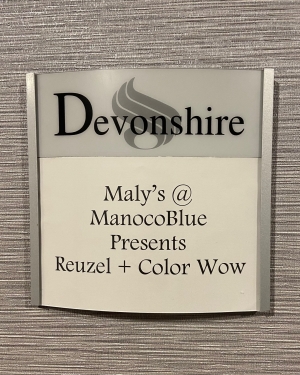 Devonshire
Maly's @
ManocoBlue
Presents
Reuzel + Color Wow